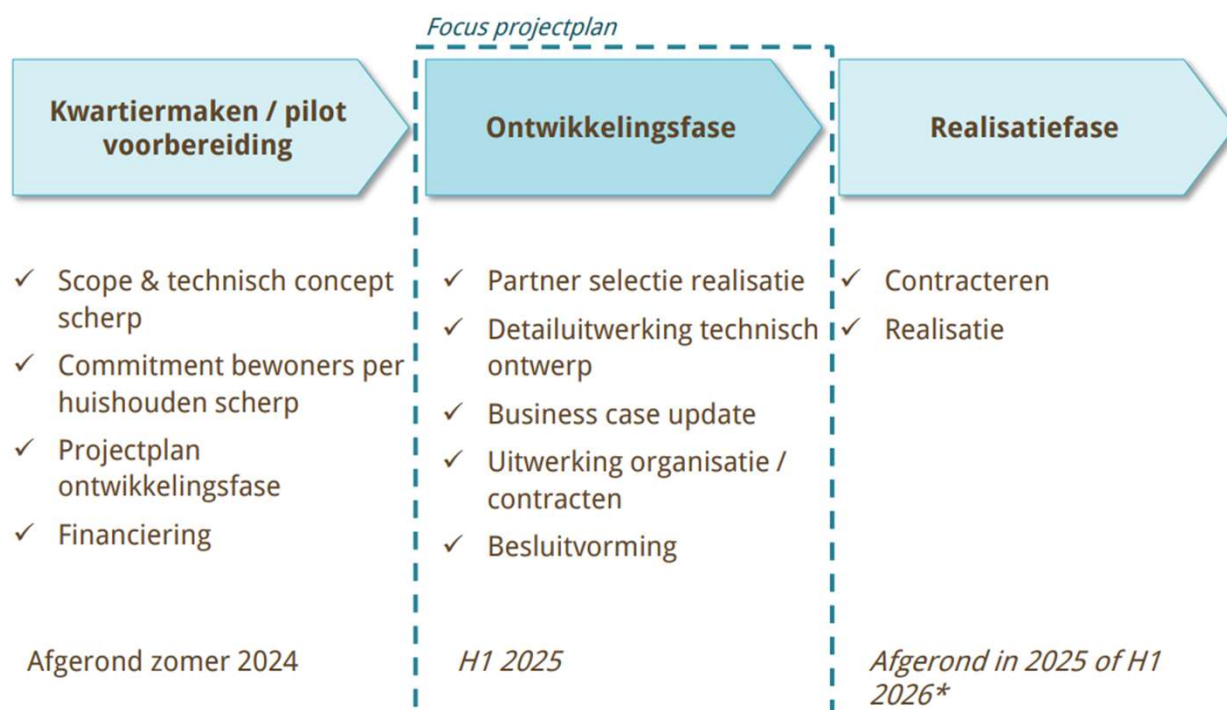 Focus projectplan
Kwartiermaken / pilot
voorbereiding
Ontwikkelingsfase
Realisatiefase
✓ Scope & technisch concept
scherp
✓ Commitment bewoners per
huishouden scherp
✓ Projectplan
ontwikkelingsfase
✓ Financiering
Afgerond zomer 2024
✓ Partner selectie realisatie
✓ Detailuitwerking technisch
ontwerp
✓ Business case update
✓ Uitwerking organisatie /
contracten
✓ Besluitvorming
H1 2025
✓ Contracteren
✓ Realisatie
Afgerond in 2025 of H1
2026*